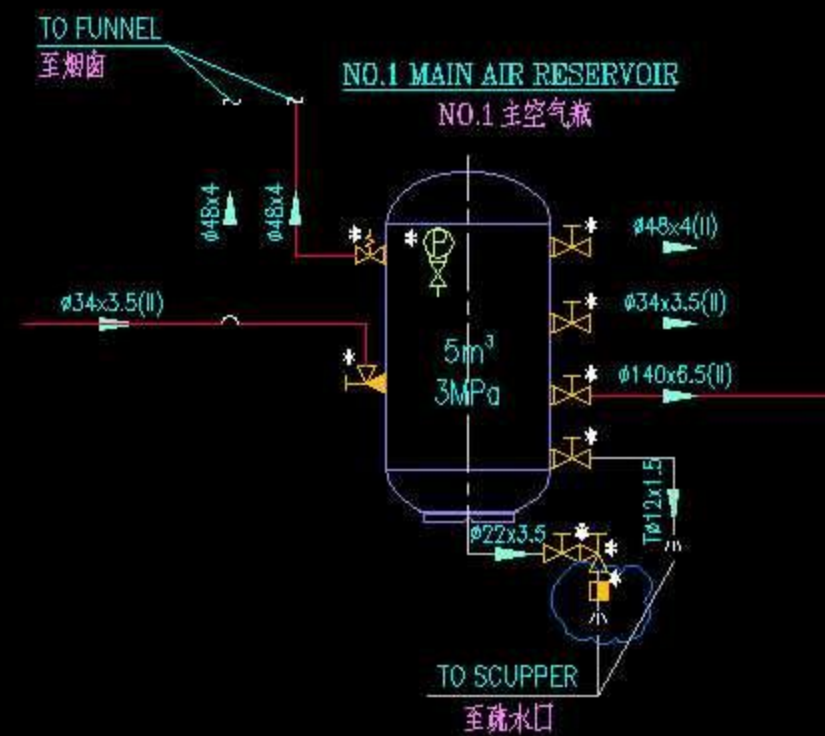 TO FUNNEL
至烟囱
NO.1 MAIN AIR RESERVOIR
NO.1 主空气瓶
ø48x4
ø48x4
P
ø48x4(II)
ø34x3.5(II)
ø34x3.5(II)
5m³
3MPa
ø140x6.5(II)
Tø12x1.5
ø22x3.5
TO SCUPPER
至疏水口